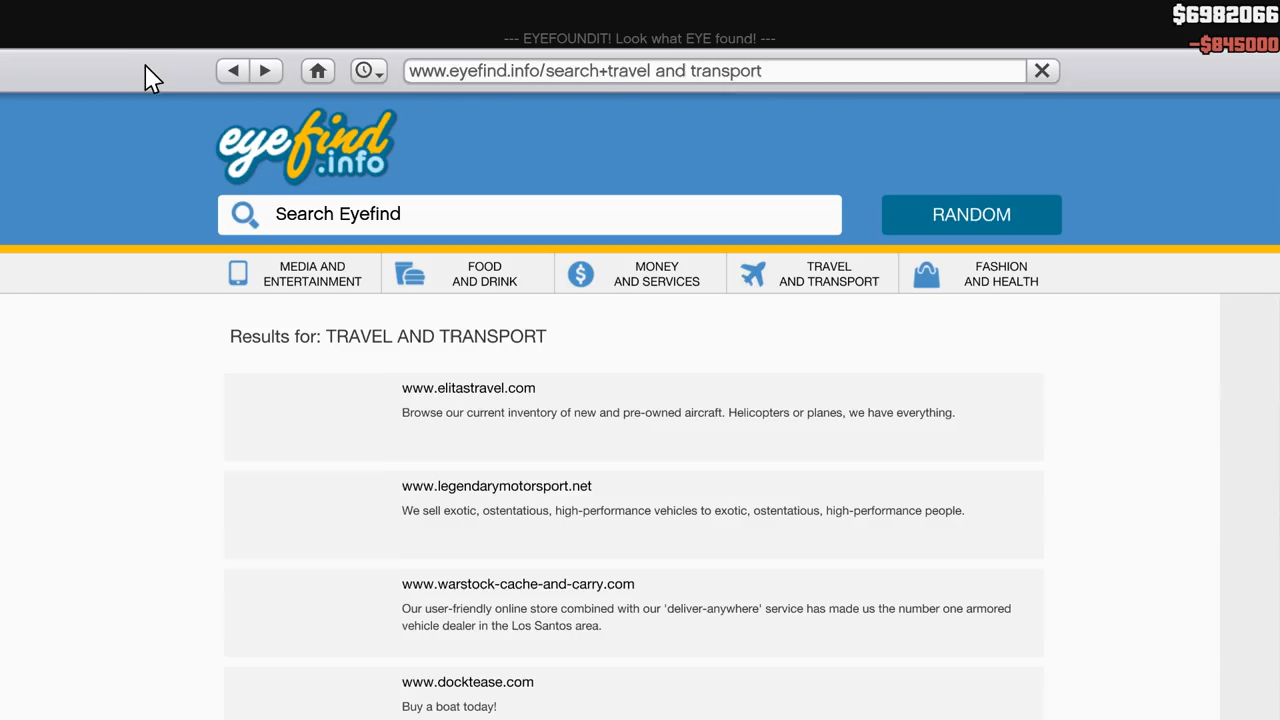 $6982066
--- EYEFOUNDIT! Look what EYE found! ---
-$845000
www.eyefind.info/search+travel and transport
eyefind
.info
Search Eyefind
RANDOM
MEDIA AND
ENTERTAINMENT
FOOD
AND DRINK
MONEY
AND SERVICES
TRAVEL
AND TRANSPORT
FASHION
AND HEALTH
Results for: TRAVEL AND TRANSPORT
www.elitastravel.com
Browse our current inventory of new and pre-owned aircraft. Helicopters or planes, we have everything.
www.legendarymotorsport.net
We sell exotic, ostentatious, high-performance vehicles to exotic, ostentatious, high-performance people.
www.warstock-cache-and-carry.com
Our user-friendly online store combined with our 'deliver-anywhere' service has made us the number one armored
vehicle dealer in the Los Santos area.
www.docktease.com
Buy a boat today!